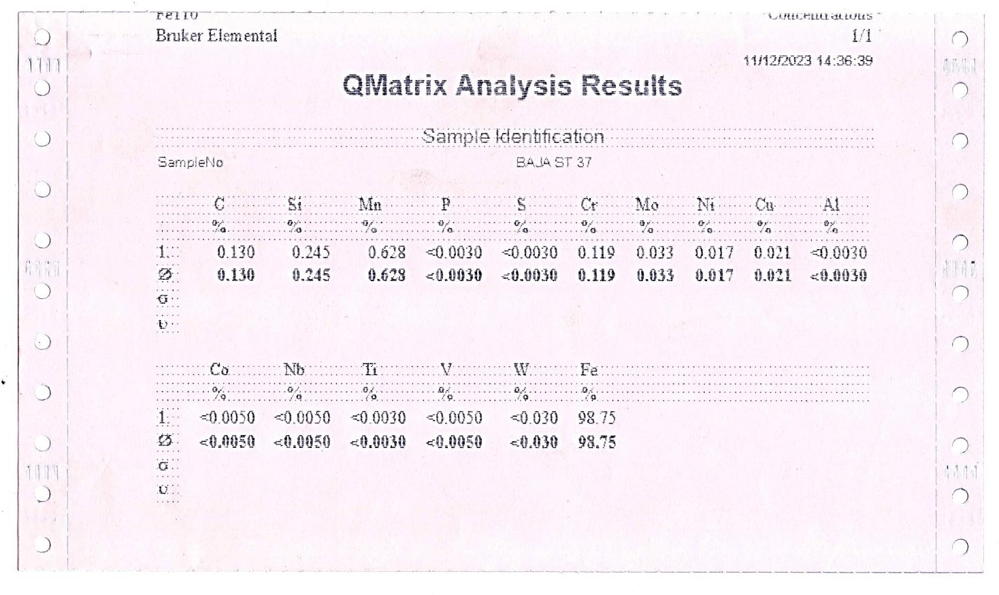 Ferro Concentrations
Bruker Elemental 1/1
11/12/2023 14:36:39
QMatrix Analysis Results
Sample Identification
SampleNo BAJA ST 37
C Si Mn P S Cr Mo Ni Cu Al
% % % % % % % % % %
1 0.130 0.245 0.628 <0.0030 <0.0030 0.119 0.033 0.017 0.021 <0.0030
Ø 0.130 0.245 0.628 <0.0030 <0.0030 0.119 0.033 0.017 0.021 <0.0030
σ
Co Nb Ti V W Fe
% % % % % %
1 <0.0050 <0.0050 <0.0030 <0.0050 <0.030 98.75
Ø <0.0050 <0.0050 <0.0030 <0.0050 <0.030 98.75
σ